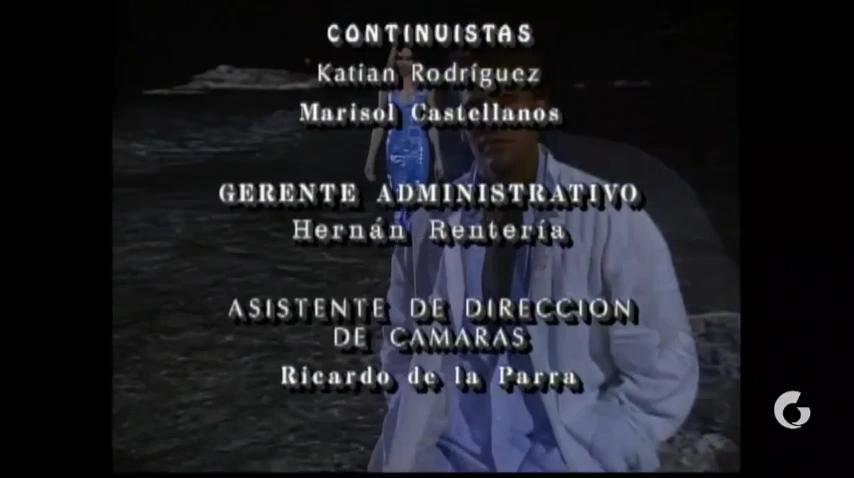 CONTINUISTAS
Katian Rodríguez
Marisol Castellanos
GERENTE ADMINISTRATIVO
Hernán Rentería
ASISTENTE DE DIRECCION
DE CAMARAS
Ricardo de la Parra